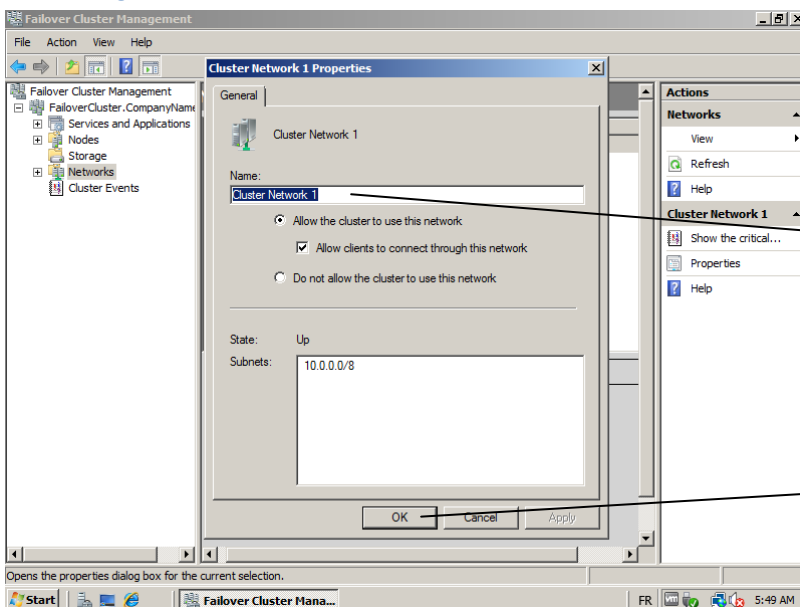 Failover Cluster Management
File Action View Help
Failover Cluster Management
FailoverCluster.CompanyName
Services and Applications
Nodes
Storage
Networks
Cluster Events
Cluster Network 1 Properties
General
Cluster Network 1
Name:
Cluster Network 1
Allow the cluster to use this network
Allow clients to connect through this network
Do not allow the cluster to use this network
State: Up
Subnets: 10.0.0.0/8
OK Cancel Apply
Actions
Networks
View
Refresh
Help
Cluster Network 1
Show the critical...
Properties
Help
Opens the properties dialog box for the current selection.
Start Failover Cluster Mana... FR 5:49 AM